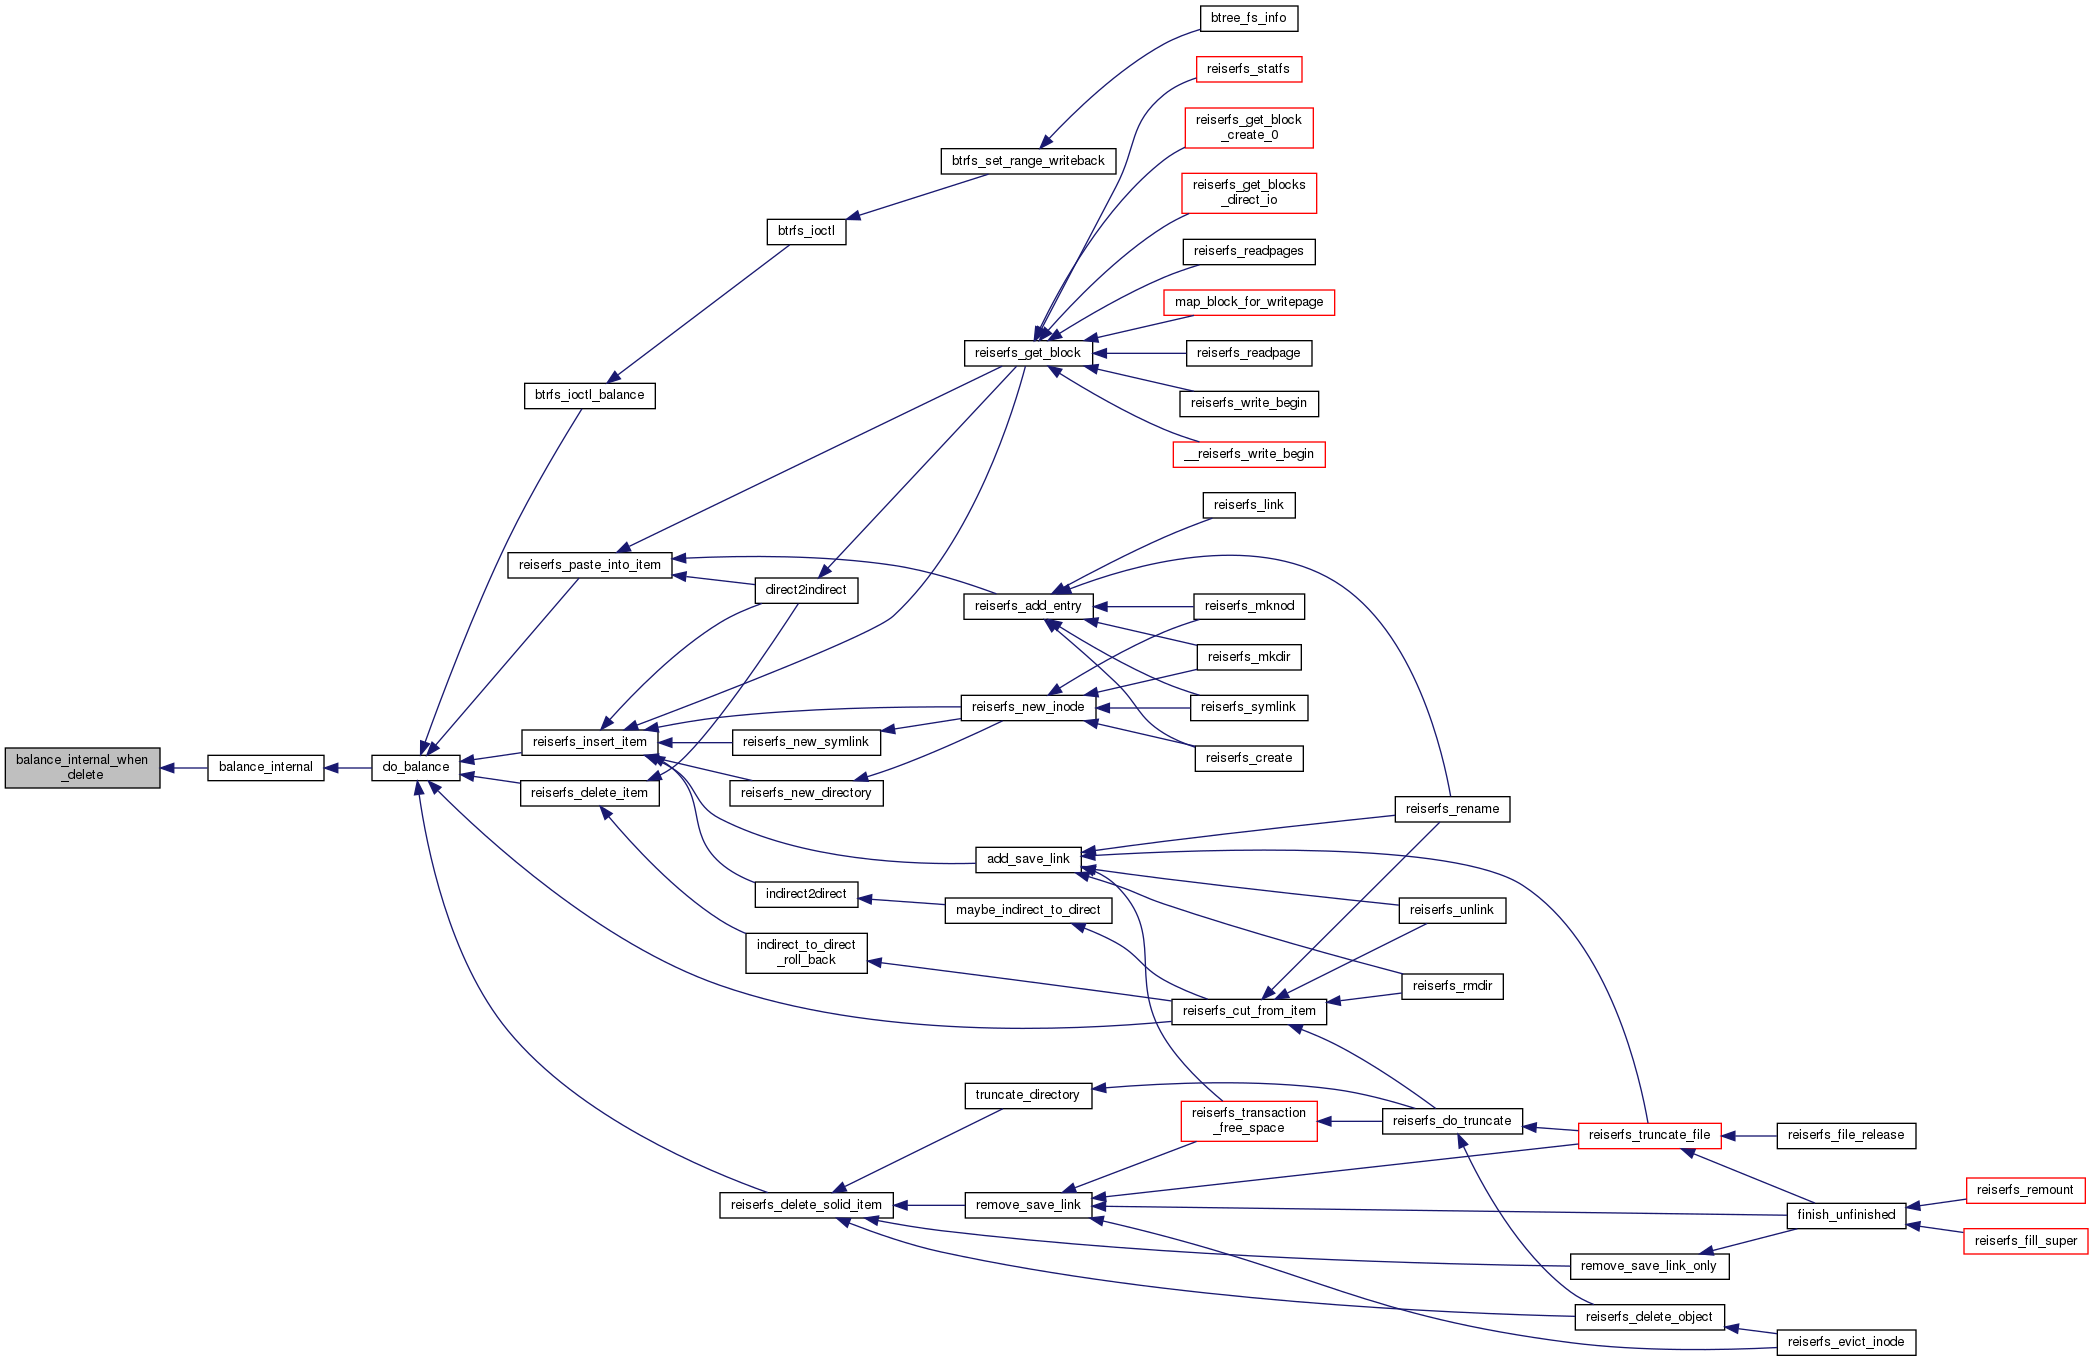 btree_fs_info
reiserfs_statfs
reiserfs_get_block
_create_0
btrfs_set_range_writeback
reiserfs_get_blocks
_direct_io
btrfs_ioctl
reiserfs_readpages
map_block_for_writepage
reiserfs_get_block
reiserfs_readpage
btrfs_ioctl_balance
reiserfs_write_begin
__reiserfs_write_begin
reiserfs_link
reiserfs_paste_into_item
direct2indirect
reiserfs_add_entry
reiserfs_mknod
reiserfs_mkdir
reiserfs_new_inode
reiserfs_symlink
reiserfs_insert_item
reiserfs_new_symlink
reiserfs_create
balance_internal_when
_delete
balance_internal
do_balance
reiserfs_delete_item
reiserfs_new_directory
reiserfs_rename
add_save_link
indirect2direct
maybe_indirect_to_direct
reiserfs_unlink
indirect_to_direct
_roll_back
reiserfs_rmdir
reiserfs_cut_from_item
truncate_directory
reiserfs_transaction
_free_space
reiserfs_do_truncate
reiserfs_truncate_file
reiserfs_file_release
reiserfs_remount
reiserfs_delete_solid_item
remove_save_link
finish_unfinished
reiserfs_fill_super
remove_save_link_only
reiserfs_delete_object
reiserfs_evict_inode